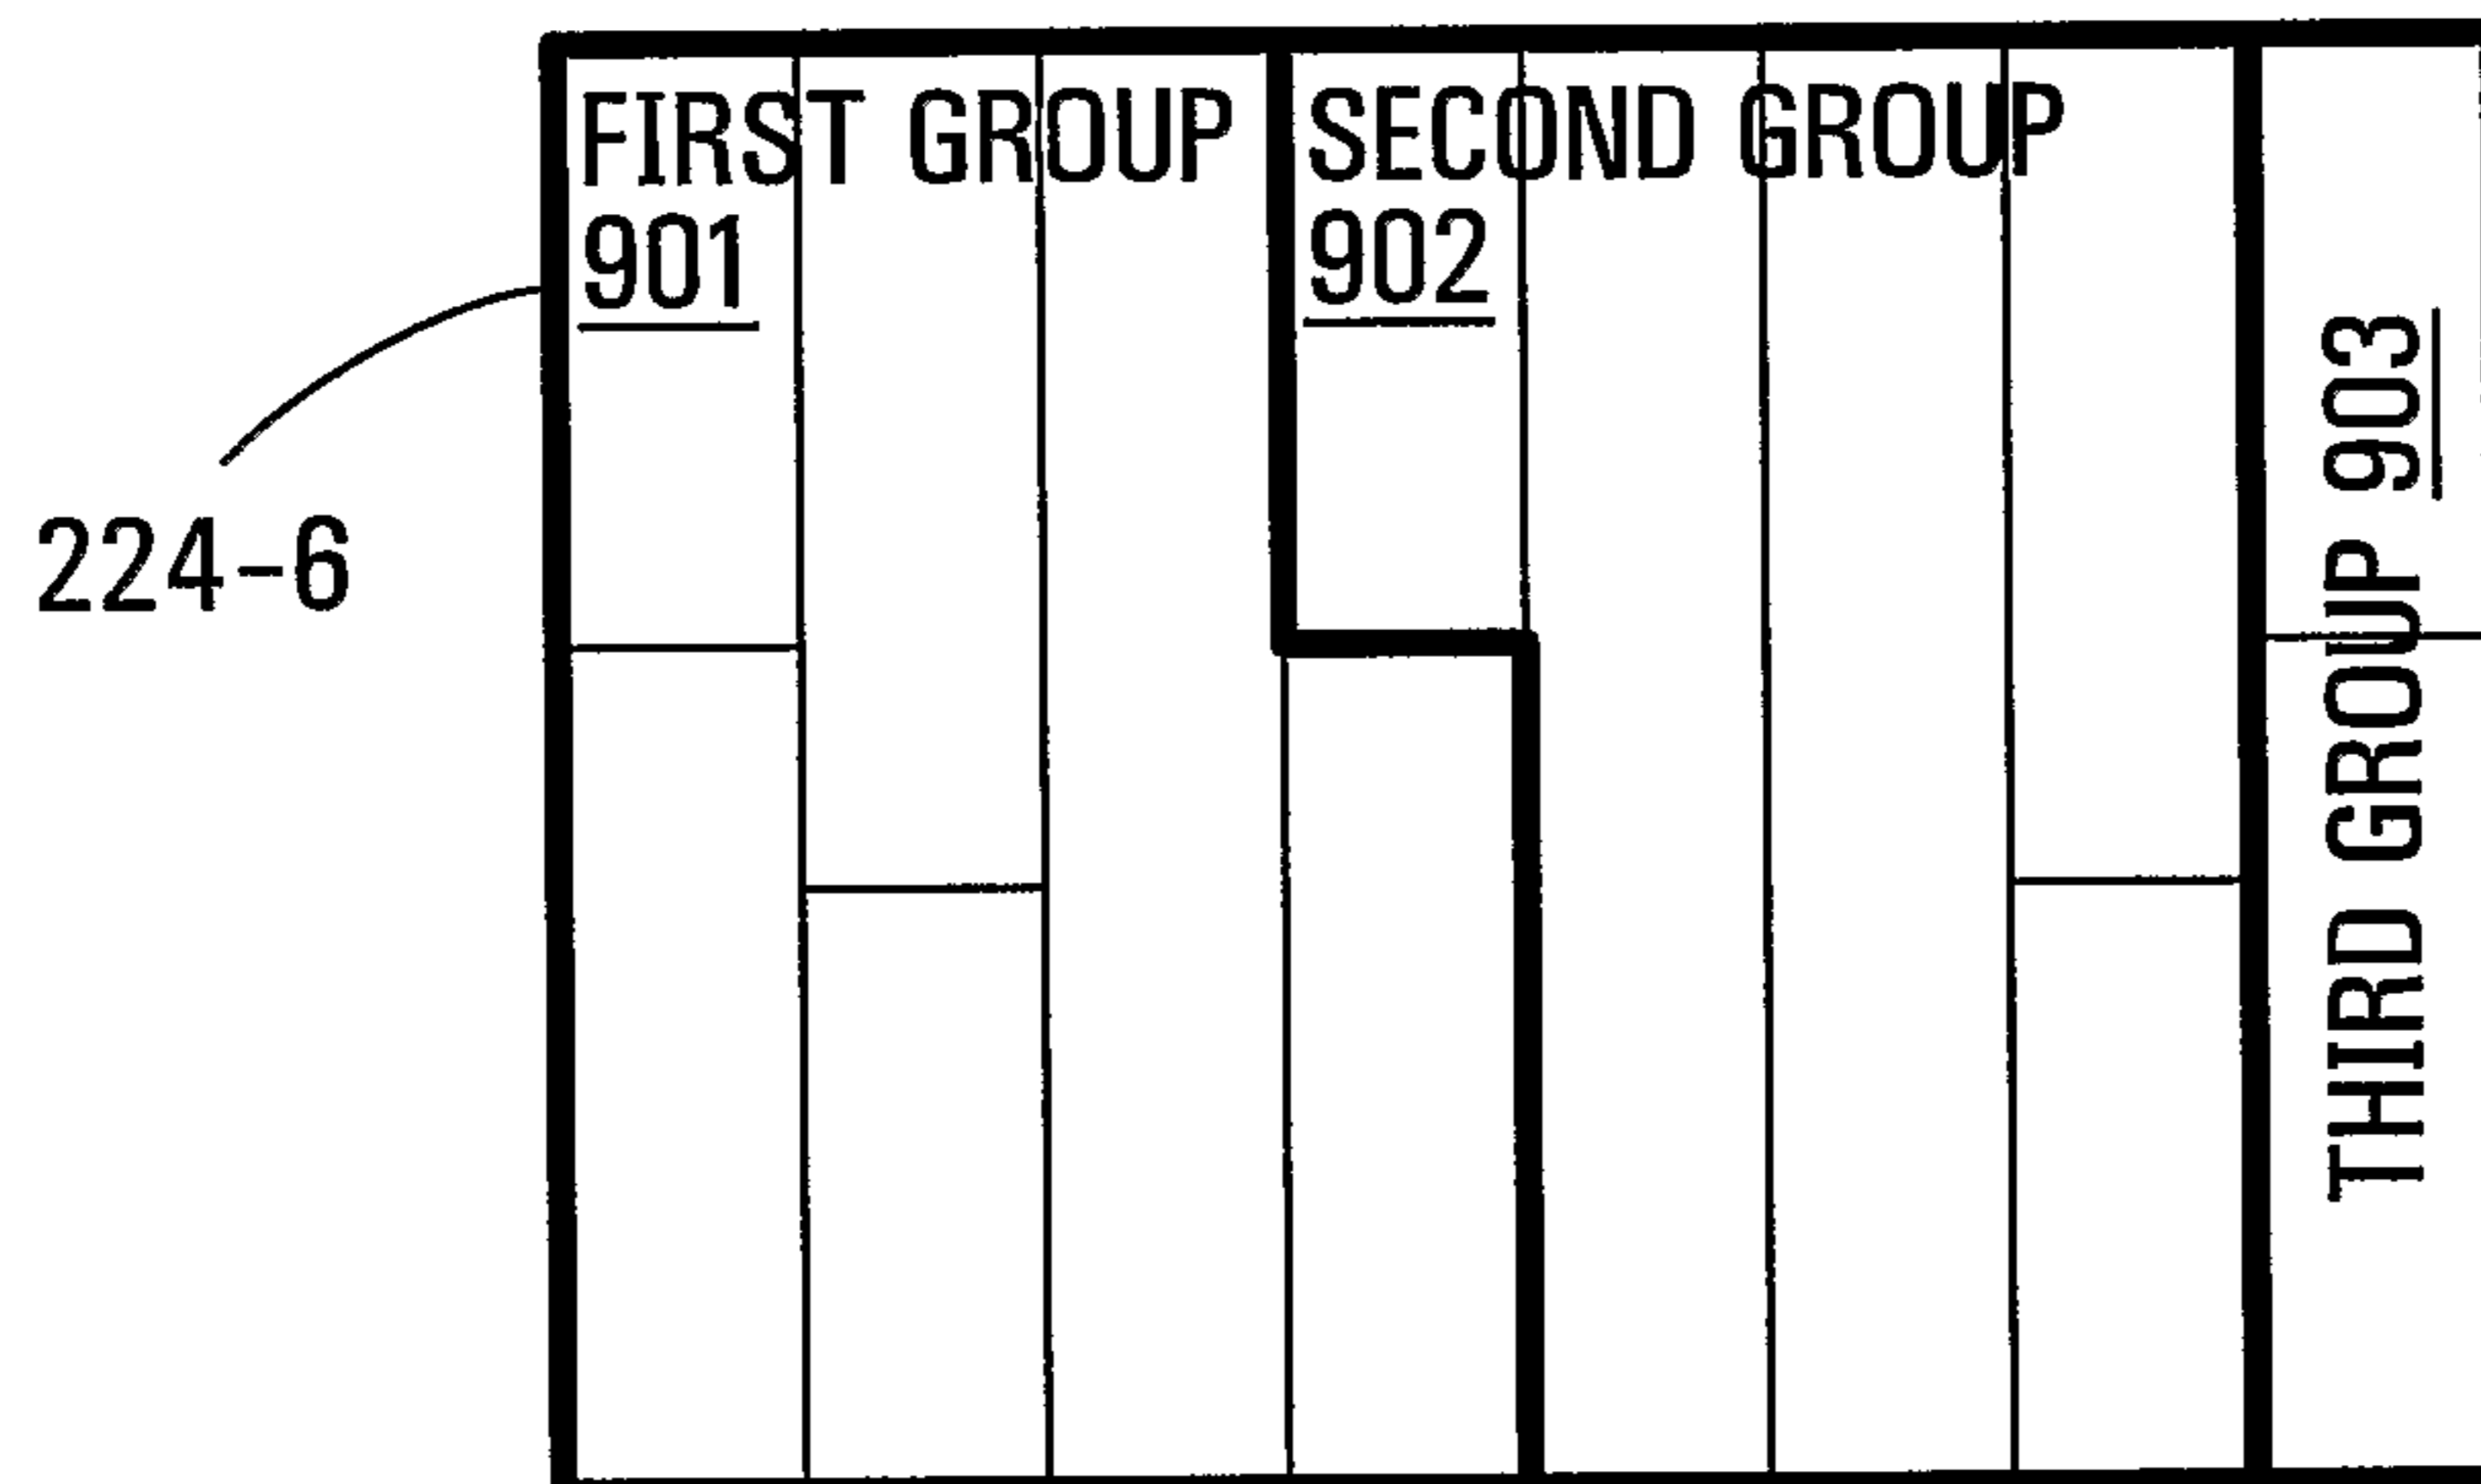 FIRST GROUP
901
SECOND GROUP
902
224-6
THIRD GROUP 903